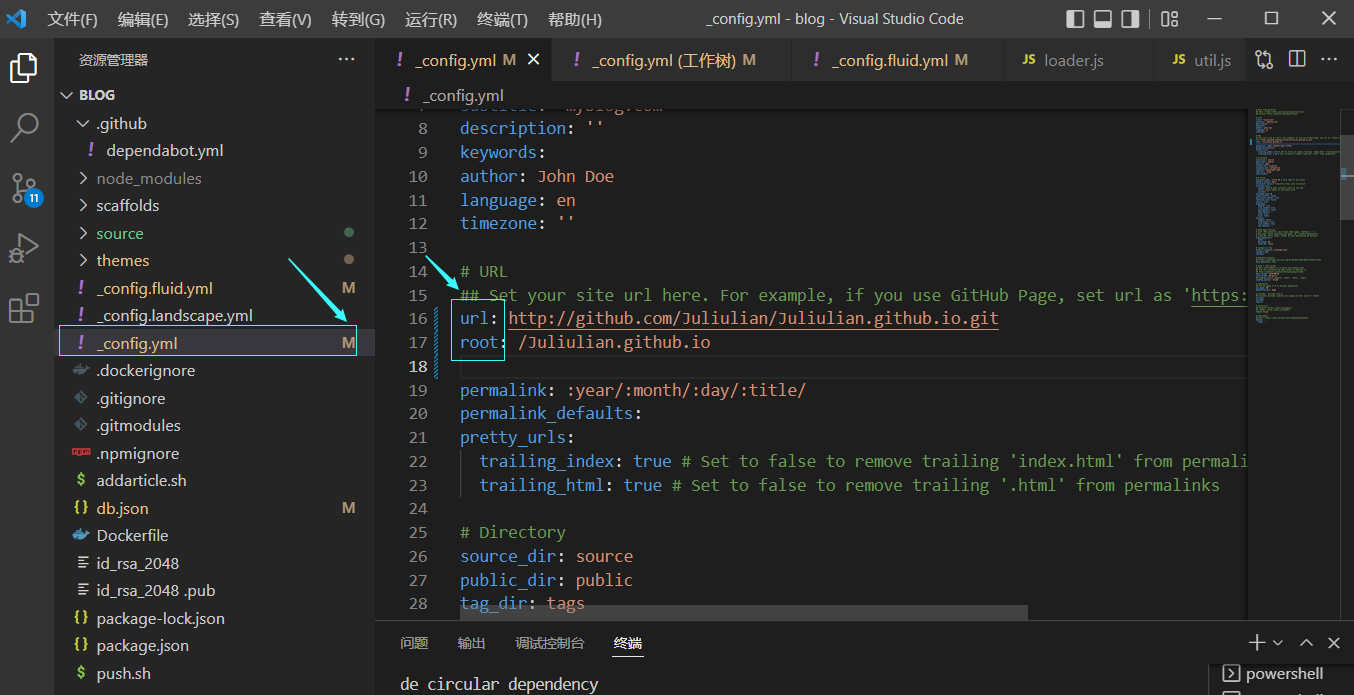 文件(F) 编辑(E) 选择(S) 查看(V) 转到(G) 运行(R) 终端(T) 帮助(H) _config.yml - blog - Visual Studio Code
资源管理器 ···
BLOG
.github
dependabot.yml
node_modules
scaffolds
source
themes
_config.fluid.yml M
_config.landscape.yml
_config.yml M
.dockerignore
.gitignore
.gitmodules
.npmignore
addarticle.sh
db.json M
Dockerfile
id_rsa_2048
id_rsa_2048 .pub
package-lock.json
package.json
push.sh
11
_config.yml M _config.yml (工作树) M _config.fluid.yml M JS loader.js JS util.js ···
_config.yml
8 description: ''
9 keywords:
10 author: John Doe
11 language: en
12 timezone: ''
13
14 # URL
15 ## Set your site url here. For example, if you use GitHub Page, set url as 'https:
16 url: http://github.com/Juliulian/Juliulian.github.io.git
17 root: /Juliulian.github.io
18
19 permalink: :year/:month/:day/:title/
20 permalink_defaults:
21 pretty_urls:
22 trailing_index: true # Set to false to remove trailing 'index.html' from permali
23 trailing_html: true # Set to false to remove trailing '.html' from permalinks
24
25 # Directory
26 source_dir: source
27 public_dir: public
28 tag_dir: tags
问题 输出 调试控制台 终端
de circular dependency
powershell